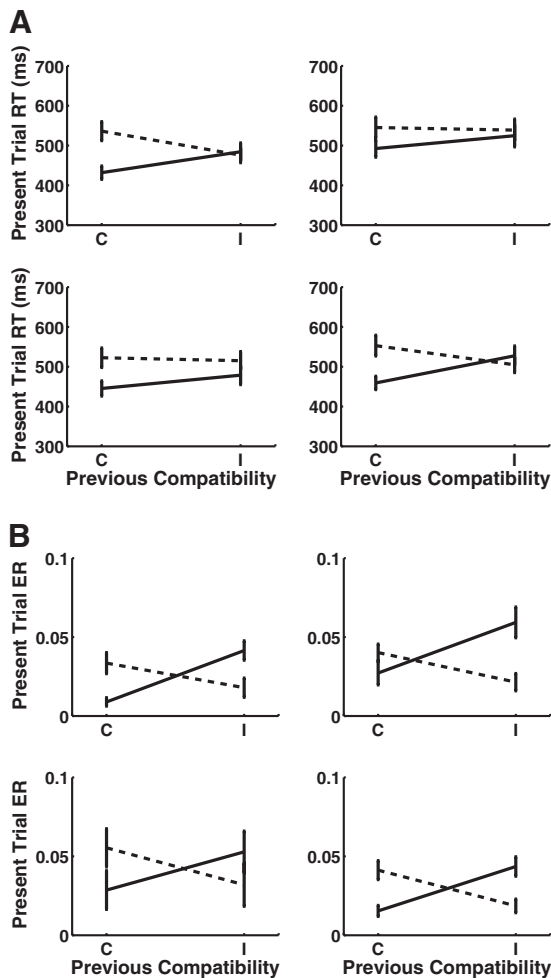 A
Present Trial RT (ms)
700
600
500
400
300
C
I
700
600
500
400
300
C
I
Present Trial RT (ms)
700
600
500
400
300
C
I
Previous Compatibility
700
600
500
400
300
C
I
Previous Compatibility
B
Present Trial ER
0.1
0.05
0
C
I
0.1
0.05
0
C
I
Present Trial ER
0.1
0.05
0
C
I
Previous Compatibility
0.1
0.05
0
C
I
Previous Compatibility